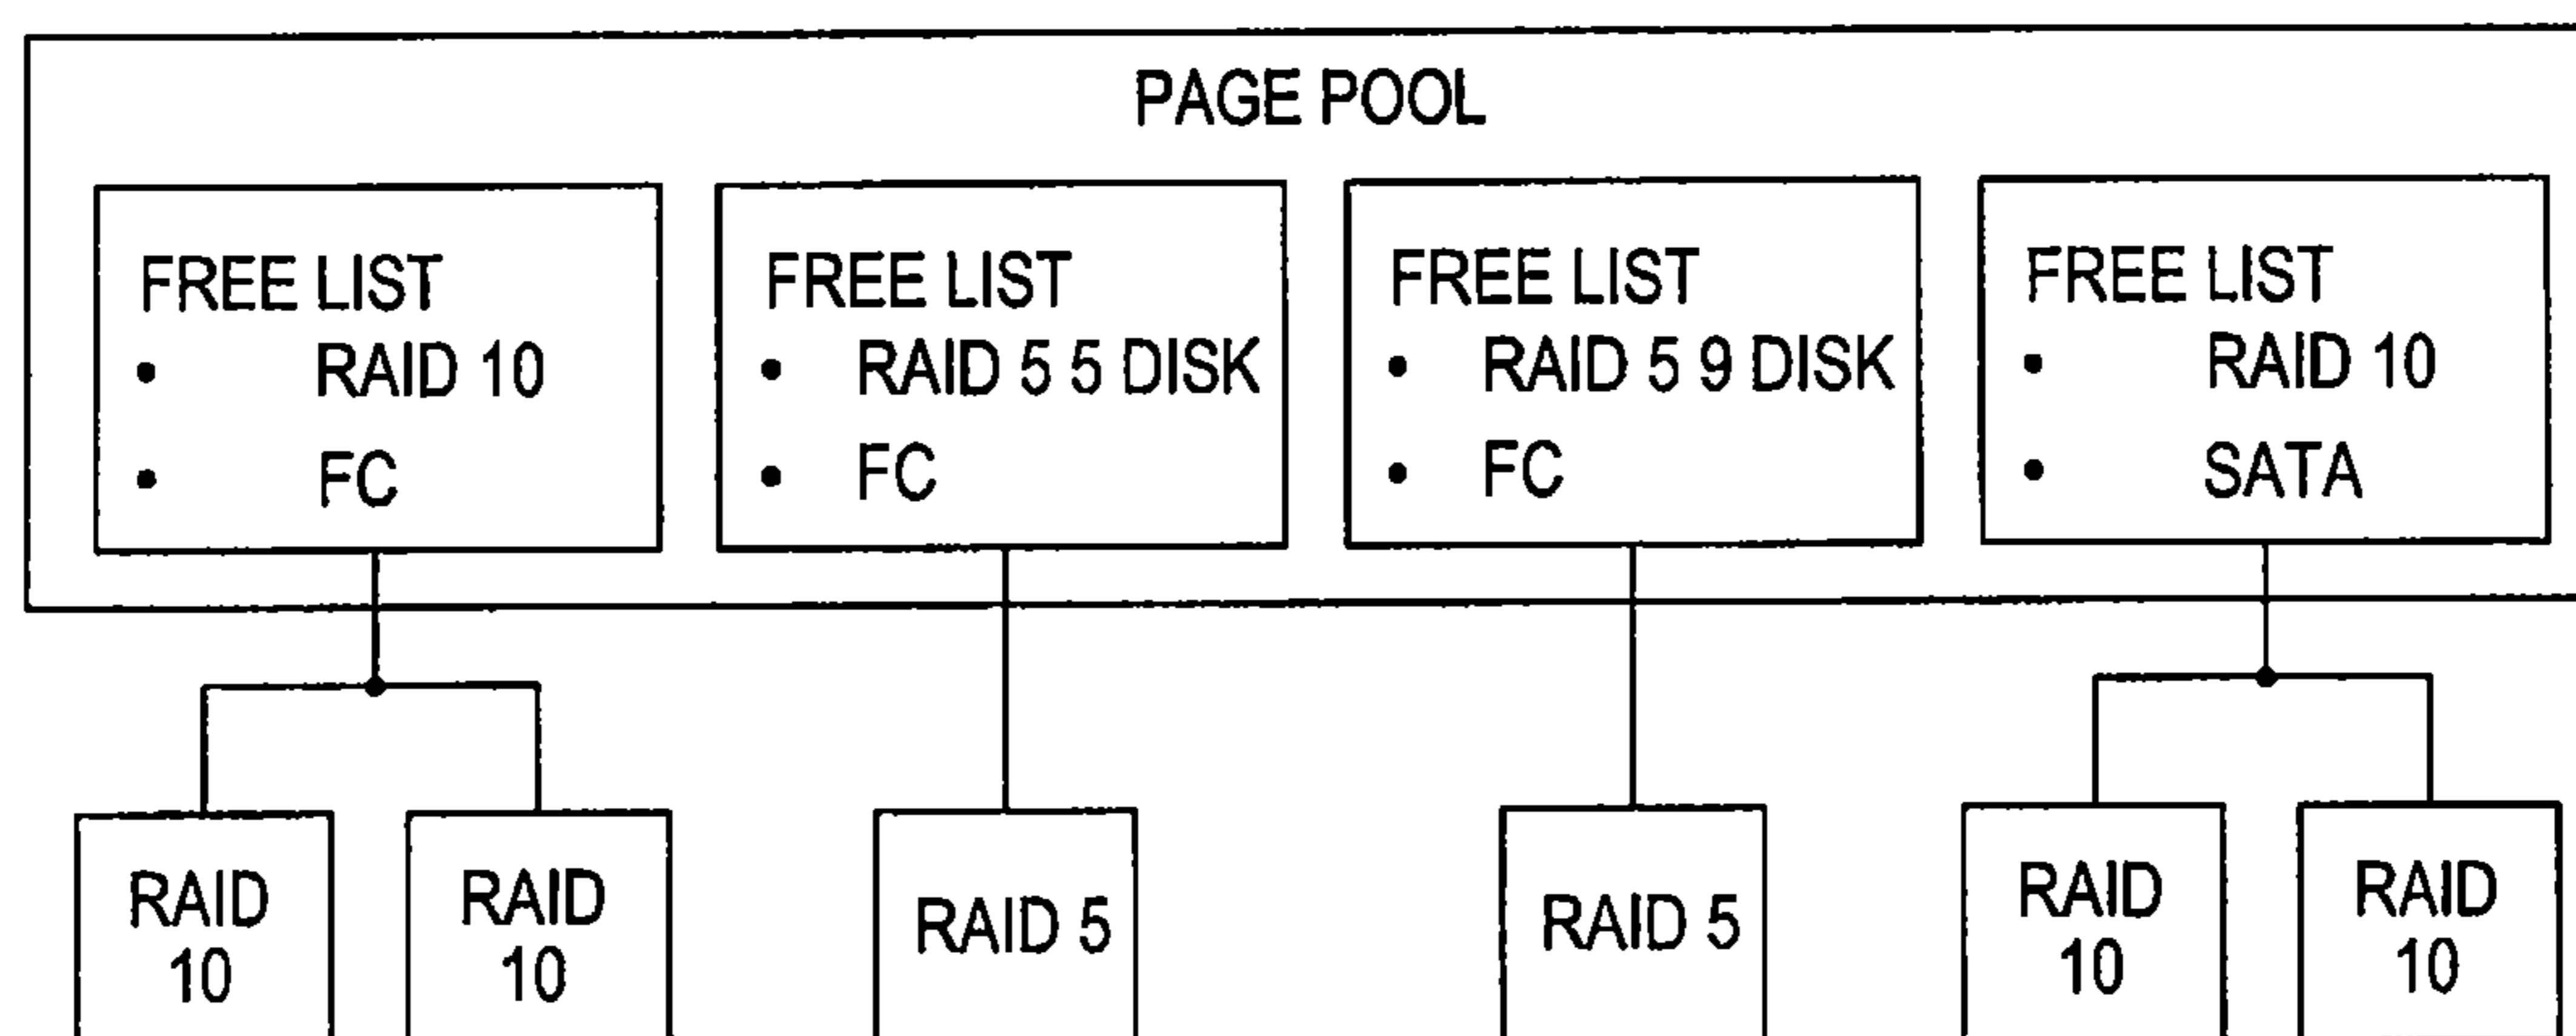 PAGE POOL
FREE LIST
• RAID 10
• FC
FREE LIST
• RAID 5 5 DISK
• FC
FREE LIST
• RAID 5 9 DISK
• FC
FREE LIST
• RAID 10
• SATA
RAID
10
RAID
10
RAID 5
RAID 5
RAID
10
RAID
10